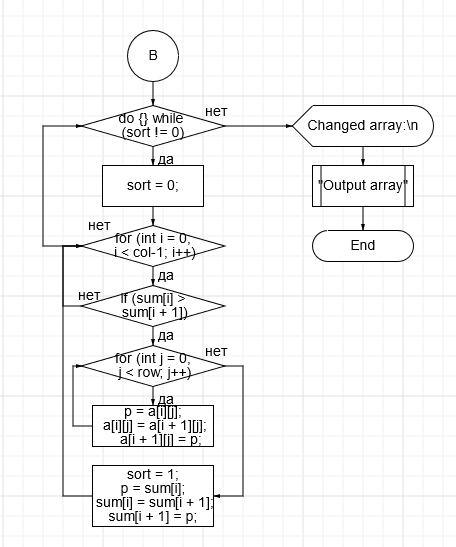 B
do {} while
(sort != 0)
нет
Changed array:\n
да
sort = 0;
"Output array"
нет
for (int i = 0,
i < col-1; i++)
End
да
нет
if (sum[i] >
sum[i + 1])
да
for (int j = 0,
j < row; j++)
нет
да
p = a[i][j];
a[i][j] = a[i + 1][j];
a[i + 1][j] = p;
sort = 1;
p = sum[i];
sum[i] = sum[i + 1];
sum[i + 1] = p;